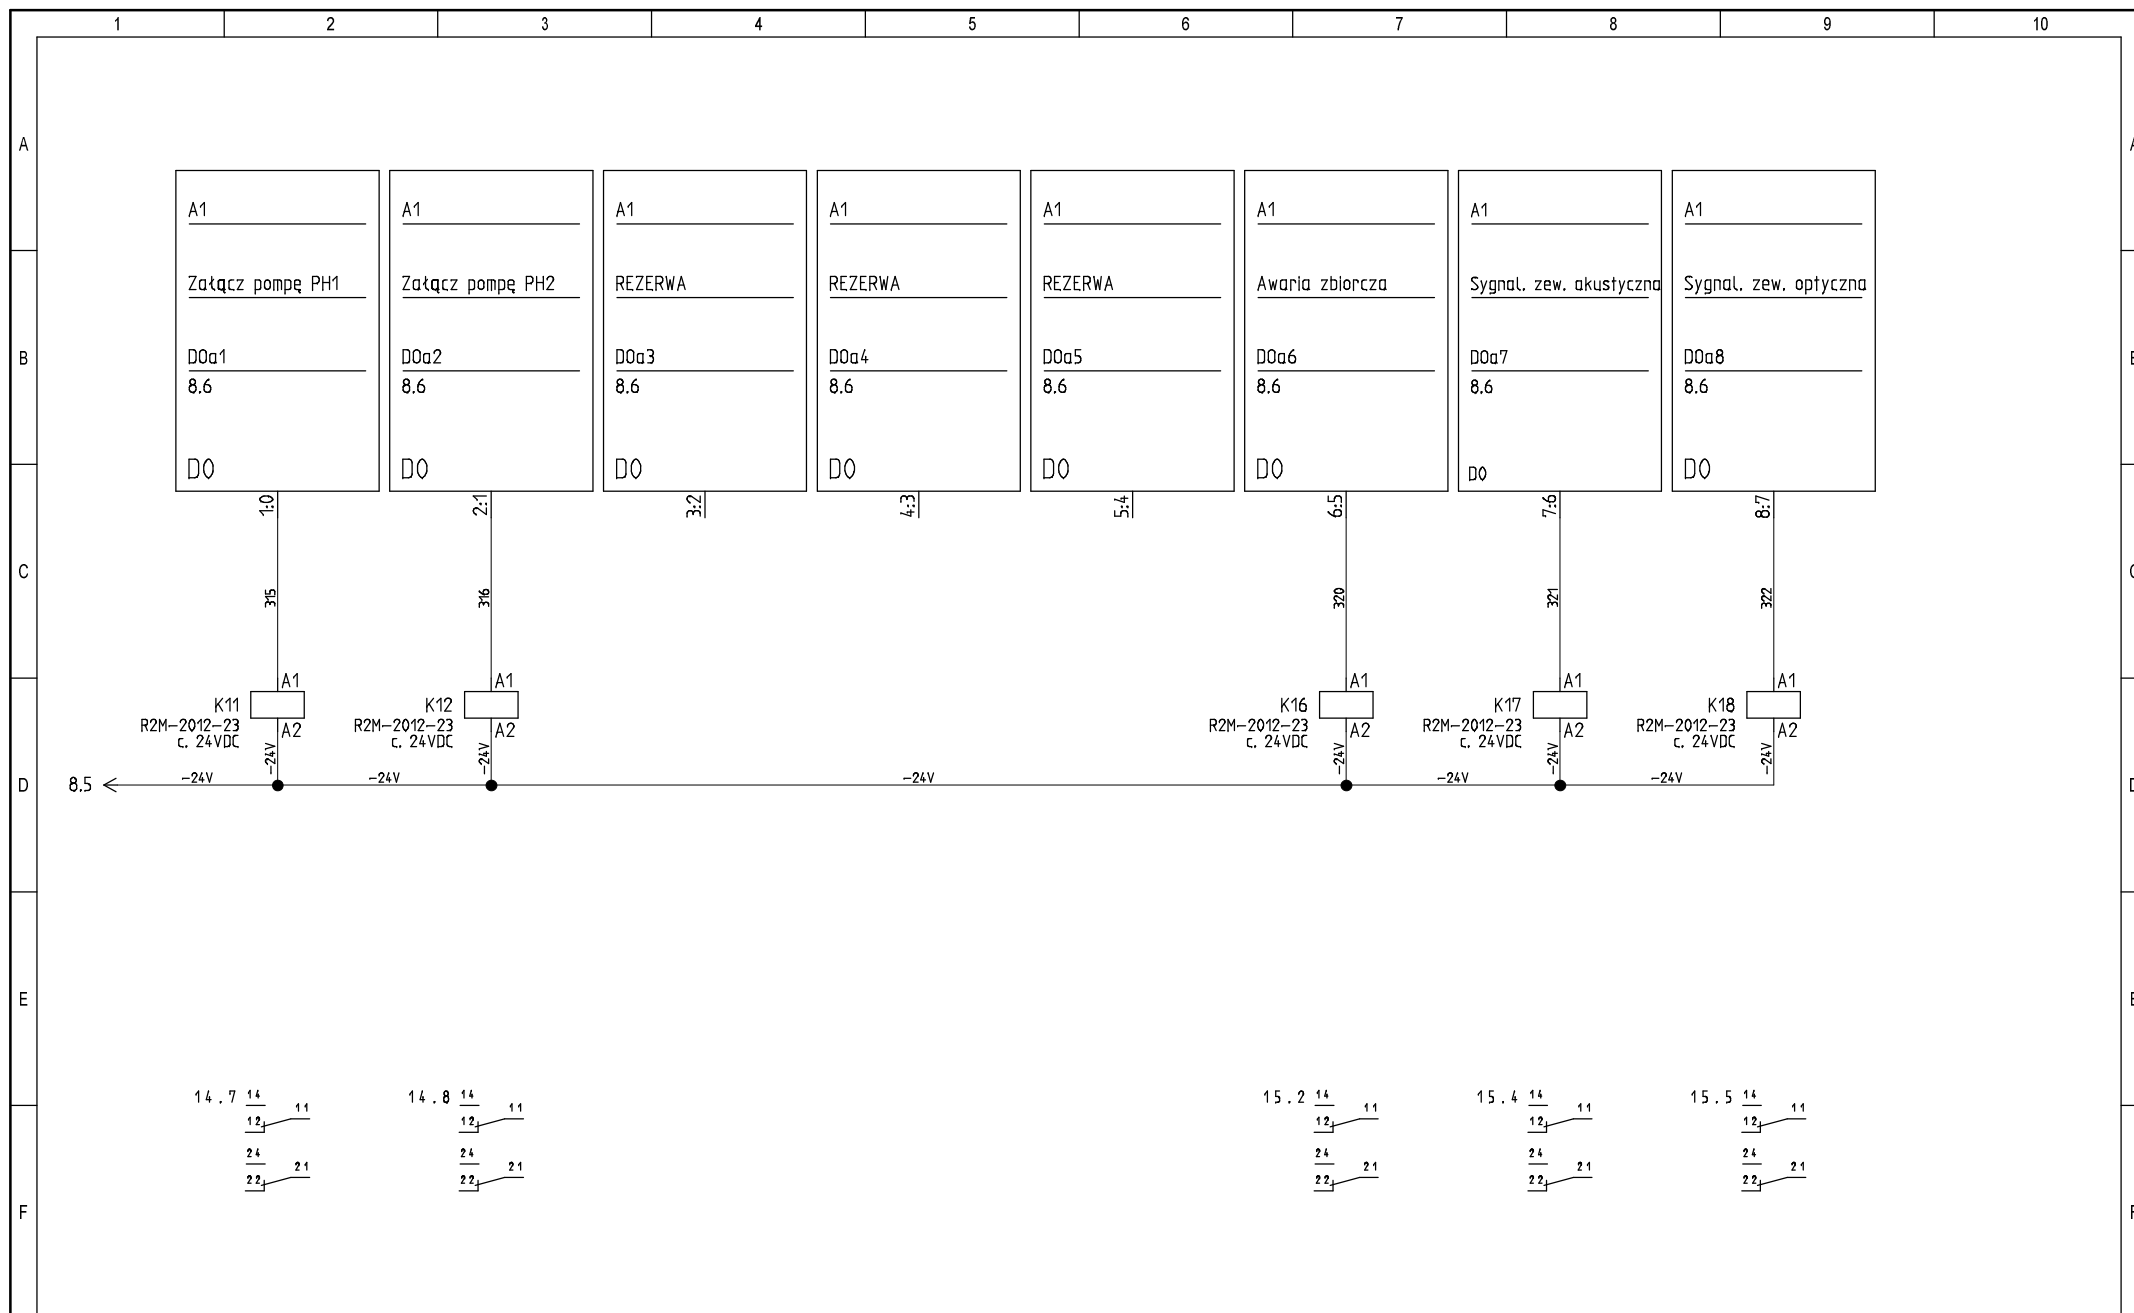 1 2 3 4 5 6 7 8 9 10
A
A1 A1 A1 A1 A1 A1 A1 A1
Załącz pompę PH1 Załącz pompę PH2 REZERWA REZERWA REZERWA Awaria zbiorcza Sygnal. zew. akustyczna Sygnal. zew. optyczna
B DOa1 DOa2 DOa3 DOa4 DOa5 DOa6 DOa7 DOa8
8.6 8.6 8.6 8.6 8.6 8.6 8.6 8.6
DO DO DO DO DO DO DO DO
1:0 2:1 3:2 4:3 5:4 6:5 7:6 8:7
C
315 316 320 321 322
A1 A1 A1 A1 A1
K11 K12 K16 K17 K18
R2M-2012-23 R2M-2012-23 R2M-2012-23 R2M-2012-23 R2M-2012-23
A2 A2 A2 A2 A2
c. 24VDC c. 24VDC c. 24VDC c. 24VDC c. 24VDC
-24V -24V -24V -24V -24V
-24V -24V -24V -24V -24V
D 8.5
E
14.7 14 14.8 14 15.2 14 15.4 14 15.5 14
11 11 11 11 11
12 12 12 12 12
24 24 24 24 24
21 21 21 21 21
22 22 22 22 22
F